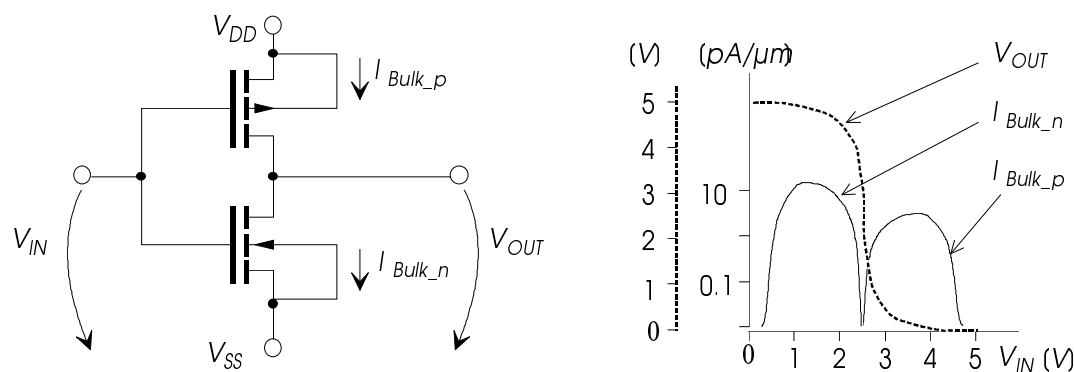 V_DD
I_Bulk_p
V_IN
V_OUT
I_Bulk_n
V_SS
(V) (pA/μm)
V_OUT
I_Bulk_n
I_Bulk_p
5
4
3
2
1
0
10
0.1
0 1 2 3 4 5 V_IN (V)